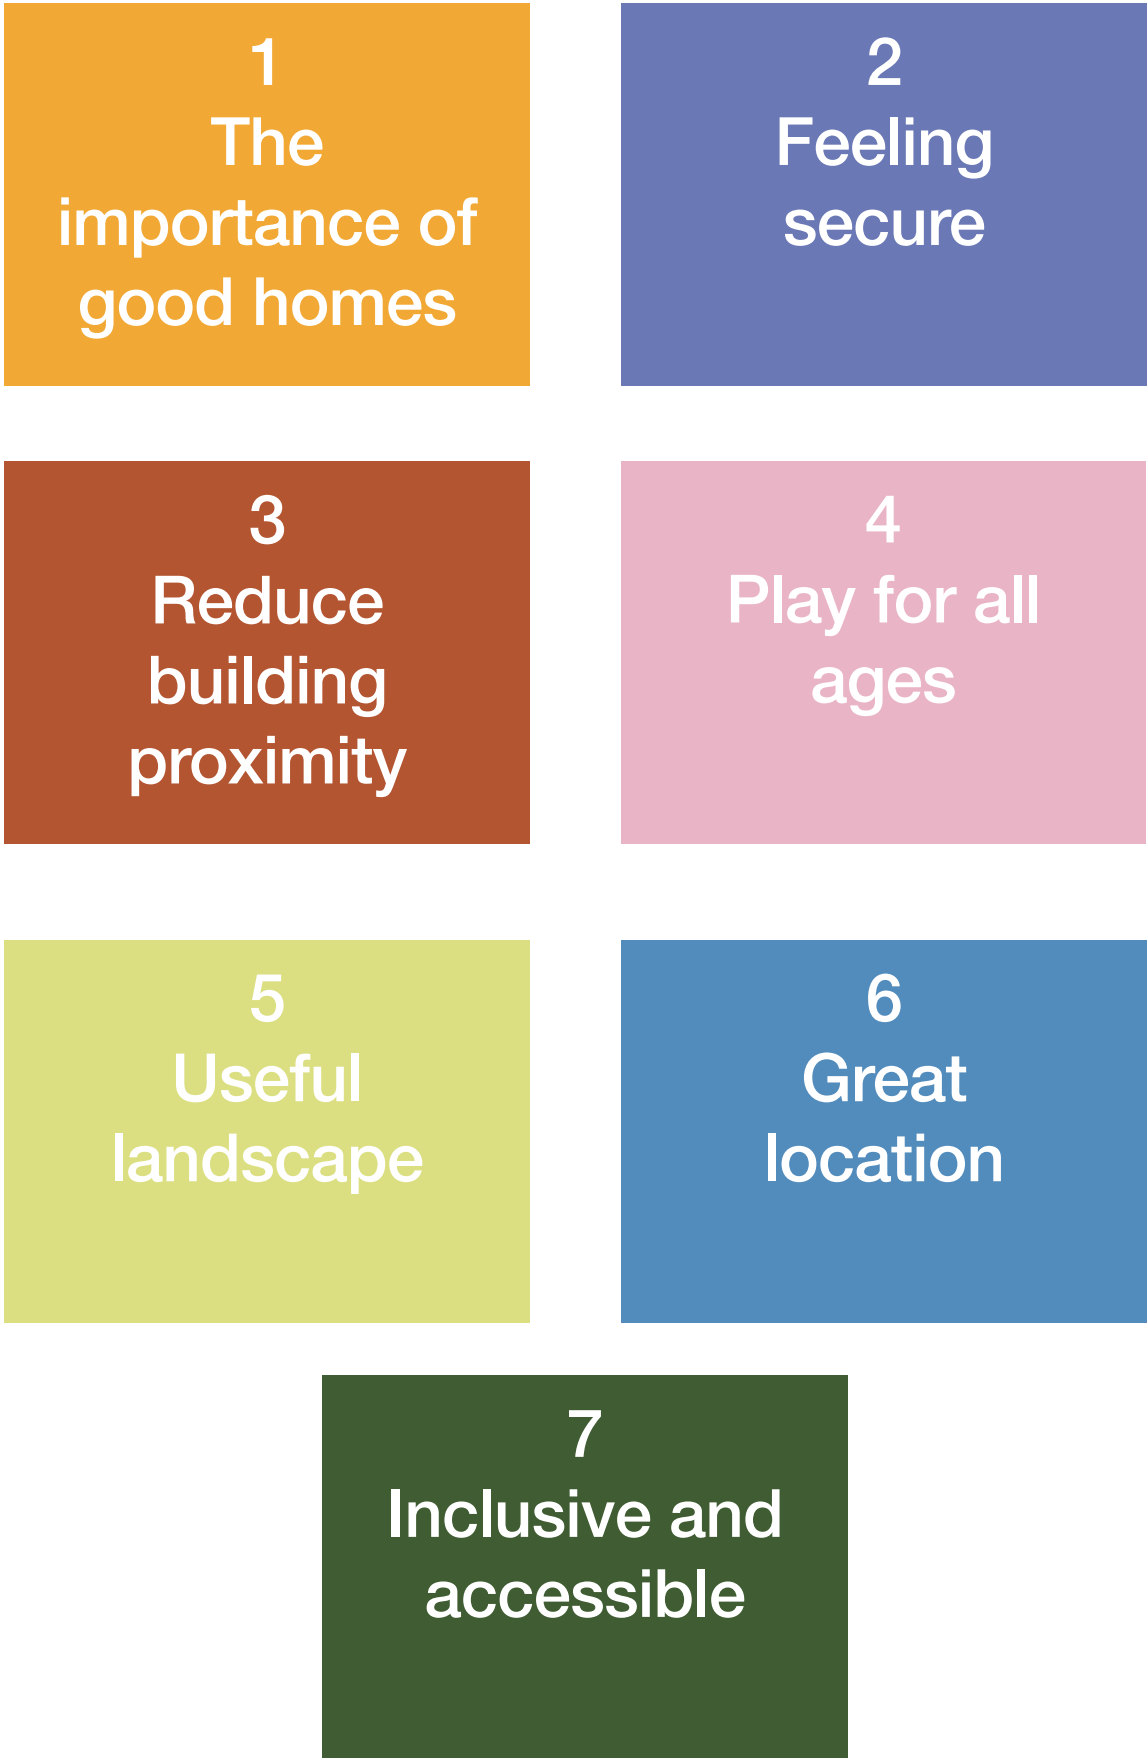 1
The
importance of
good homes
2
Feeling
secure
3
Reduce
building
proximity
4
Play for all
ages
5
Useful
landscape
6
Great
location
7
Inclusive and
accessible